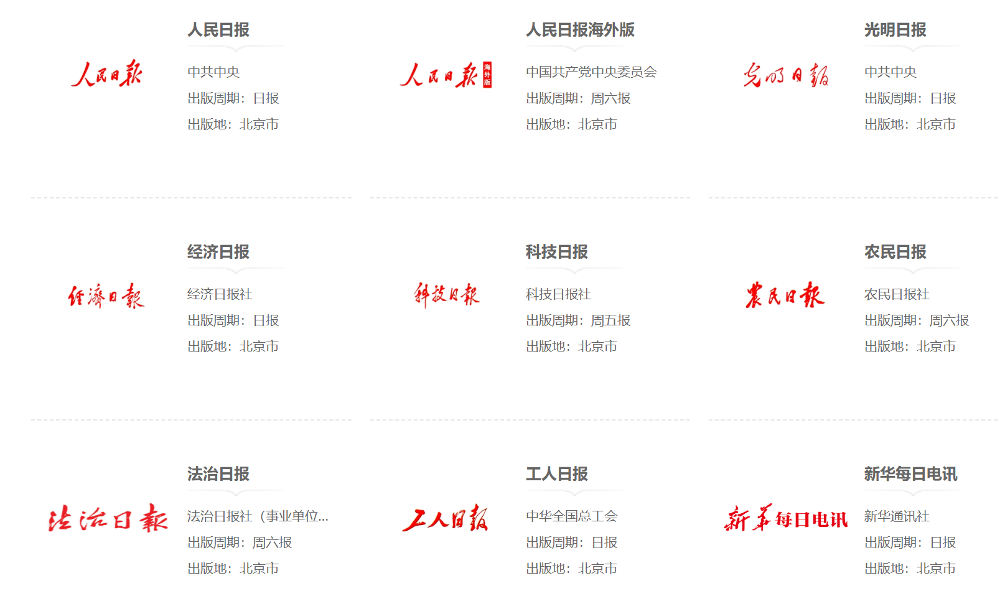 人民日报
人民日報
中共中央
出版周期：日报
出版地：北京市
人民日报海外版
人民日報 海外版
中国共产党中央委员会
出版周期：周六报
出版地：北京市
光明日报
光明日報
中共中央
出版周期：日报
出版地：北京市
经济日报
經濟日報
经济日报社
出版周期：日报
出版地：北京市
科技日报
科技日報
科技日报社
出版周期：周五报
出版地：北京市
农民日报
農民日報
农民日报社
出版周期：周六报
出版地：北京市
法治日报
法治日報
法治日报社（事业单位...
出版周期：周六报
出版地：北京市
工人日报
工人日报
中华全国总工会
出版周期：日报
出版地：北京市
新华每日电讯
新华每日电讯
新华通讯社
出版周期：日报
出版地：北京市